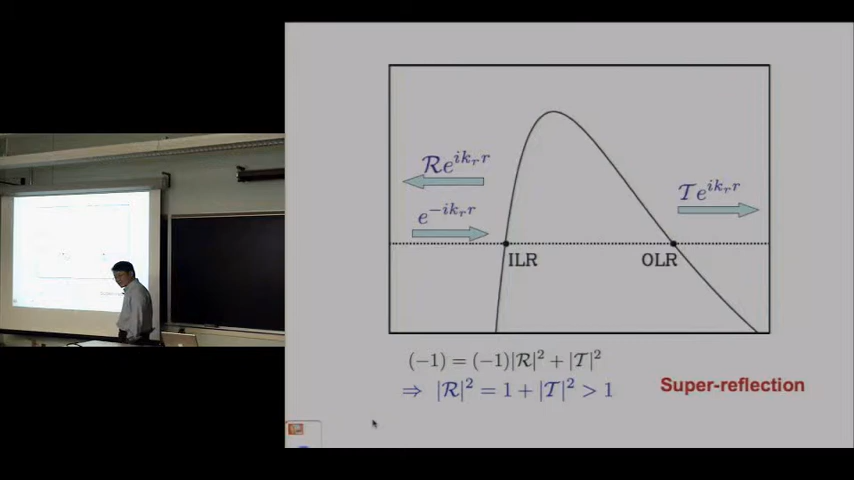 ℛe^{ik_r r}
𝒯e^{ik_r r}
e^{-ik_r r}
ILR
OLR
(-1) = (-1)|ℛ|² + |𝒯|²
⇒ |ℛ|² = 1 + |𝒯|² > 1
Super-reflection